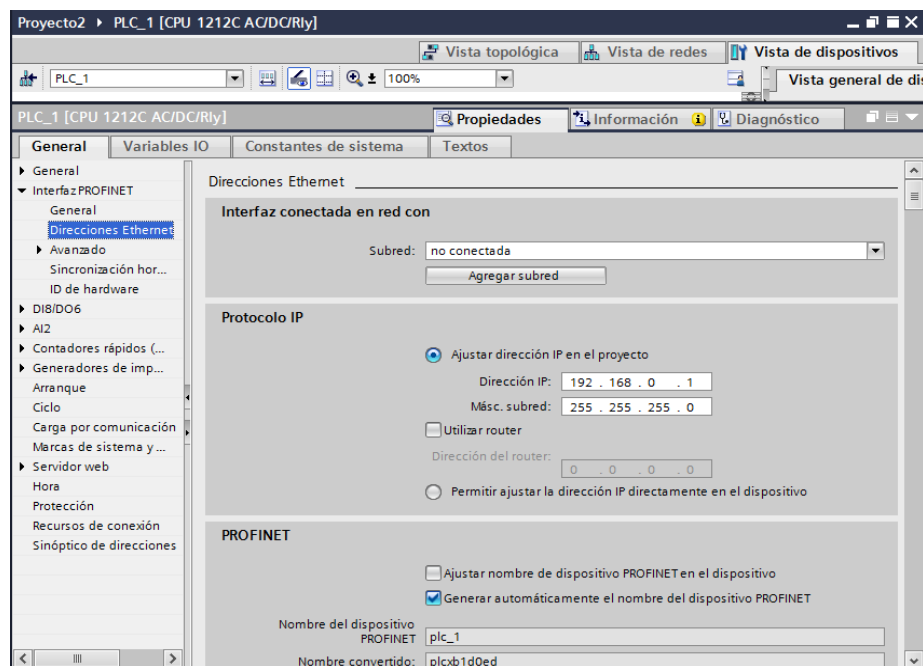 Proyecto2 ▸ PLC_1 [CPU 1212C AC/DC/Rly]
Vista topológica Vista de redes Vista de dispositivos
PLC_1 100% Vista general de
PLC_1 [CPU 1212C AC/DC/Rly] Propiedades Información Diagnóstico
General Variables IO Constantes de sistema Textos
General
Interfaz PROFINET
General
Direcciones Ethernet
Avanzado
Sincronización hor...
ID de hardware
DI8/DO6
AI2
Contadores rápidos (...
Generadores de imp...
Arranque
Ciclo
Carga por comunicación
Marcas de sistema y ...
Servidor web
Hora
Protección
Recursos de conexión
Sinóptico de direcciones
Direcciones Ethernet
Interfaz conectada en red con
Subred: no conectada
Agregar subred
Protocolo IP
Ajustar dirección IP en el proyecto
Dirección IP: 192 . 168 . 0 . 1
Másc. subred: 255 . 255 . 255 . 0
Utilizar router
Dirección del router: 0 . 0 . 0 . 0
Permitir ajustar la dirección IP directamente en el dispositivo
PROFINET
Ajustar nombre de dispositivo PROFINET en el dispositivo
Generar automáticamente el nombre del dispositivo PROFINET
Nombre del dispositivo
PROFINET plc_1
Nombre convertido: plcxb1d0ed